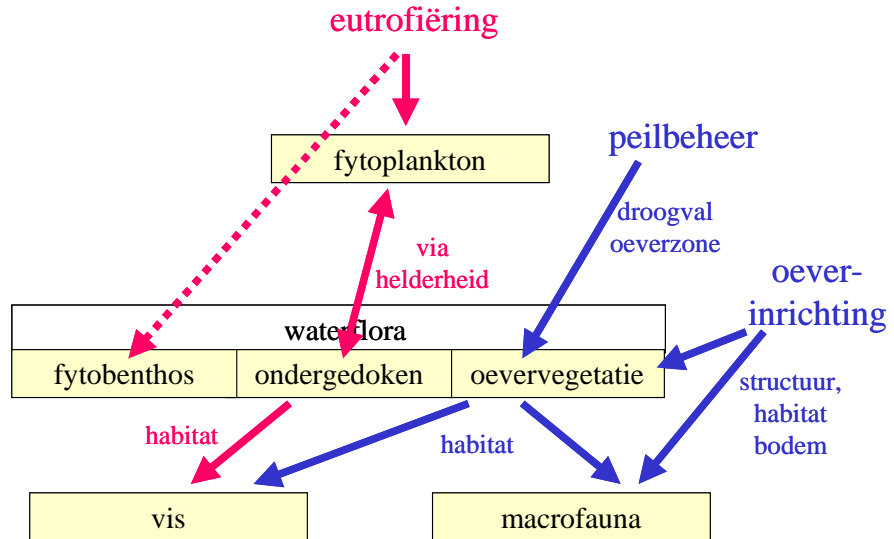 eutrofiëring
fytoplankton
peilbeheer
droogval
oeverzone
via
helderheid
oever-
inrichting
waterflora
fytobenthos
ondergedoken
oevervegetatie
structuur,
habitat
bodem
habitat
habitat
vis
macrofauna